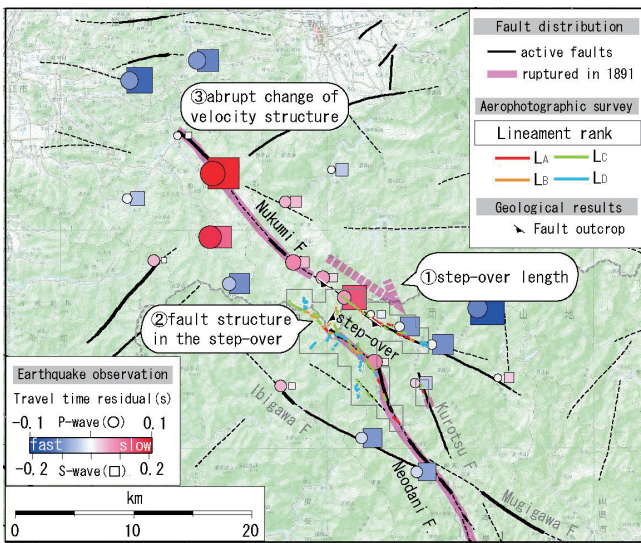 Fault distribution
active faults
ruptured in 1891
Aerophotographic survey
Lineament rank
LA
LC
LB
LD
Geological results
Fault outcrop
③abrupt change of
velocity structure
Nukumi F
①step-over length
②fault structure
in the step-over
step-over
Earthquake observation
Travel time residual(s)
-0.1 P-wave(○) 0.1
fast slow
-0.2 S-wave(□) 0.2
Ibigawa F
Kurotsu F
Neodani F
Mugigawa F
km
0 10 20